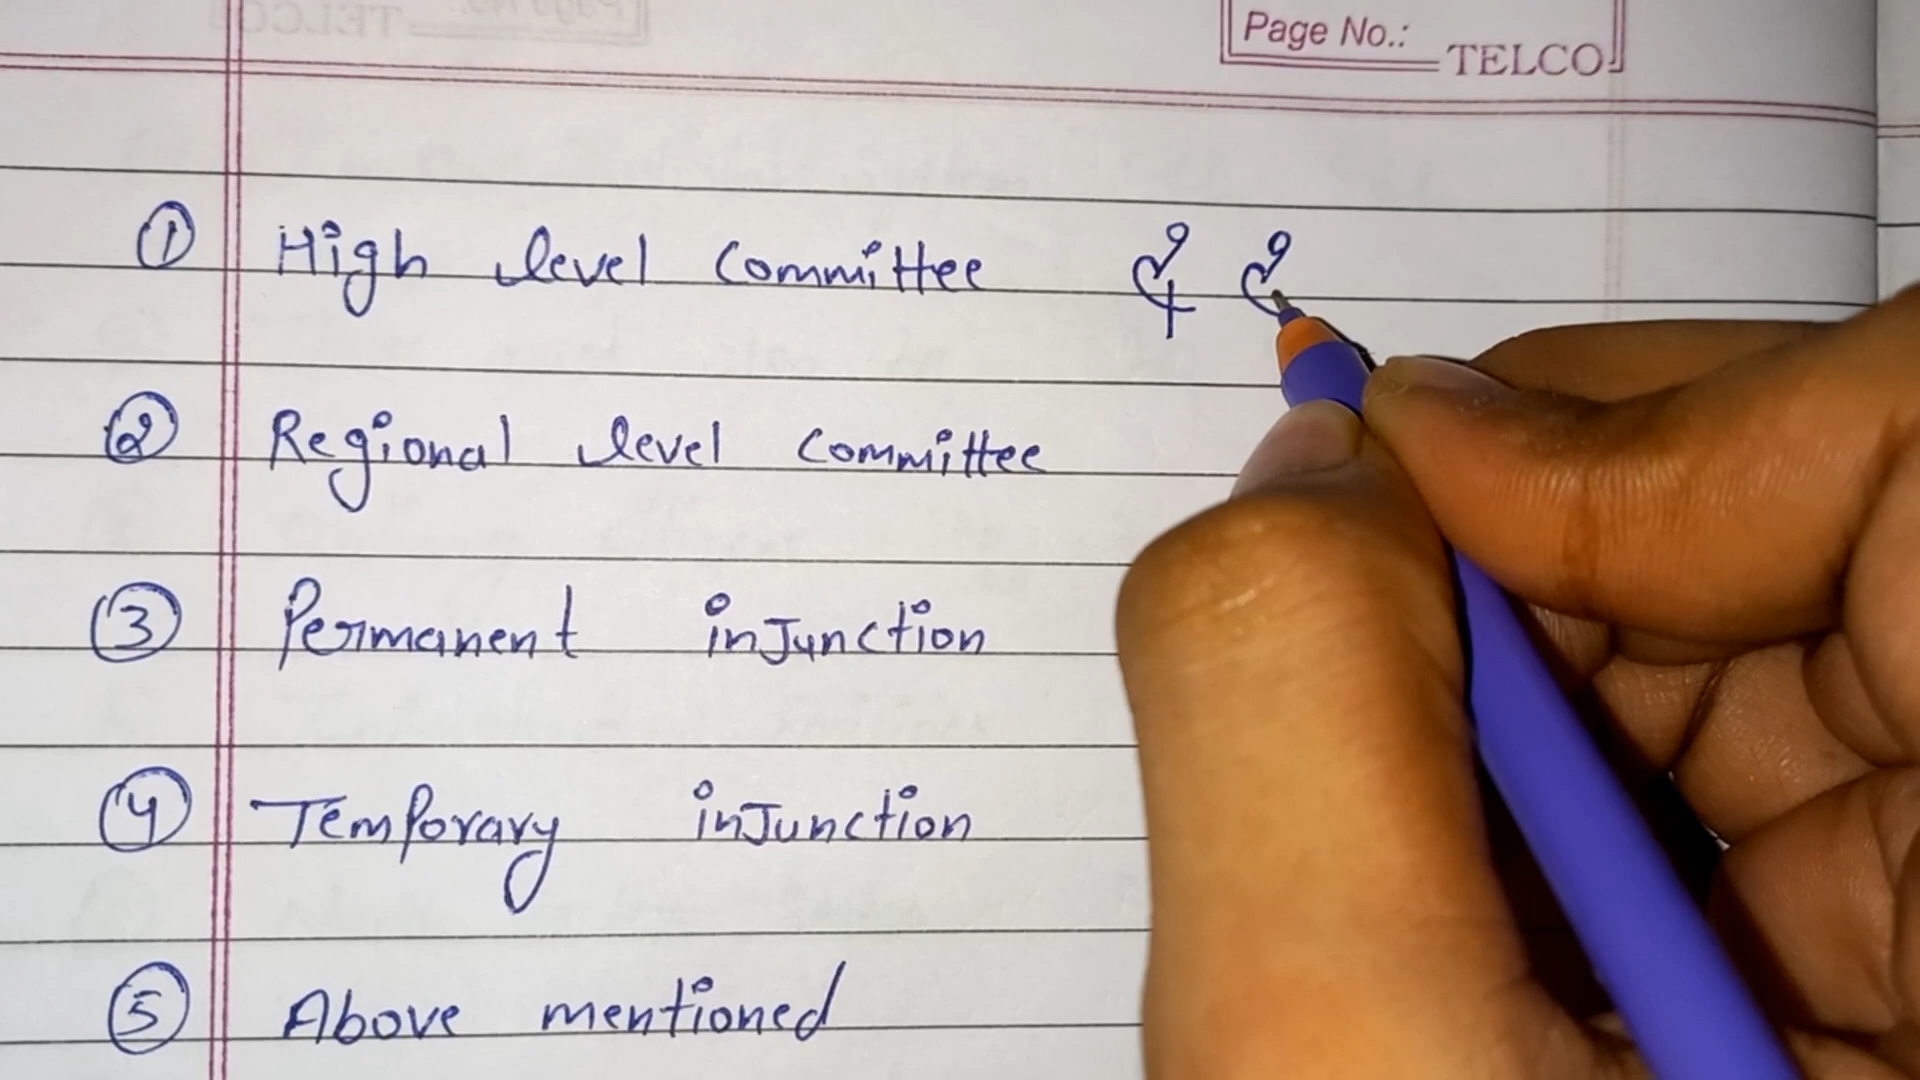 Page No.:
TELCO
① High level committee
② Regional level committee
③ Permanent inJunction
④ Temporary inJunction
⑤ Above mentioned